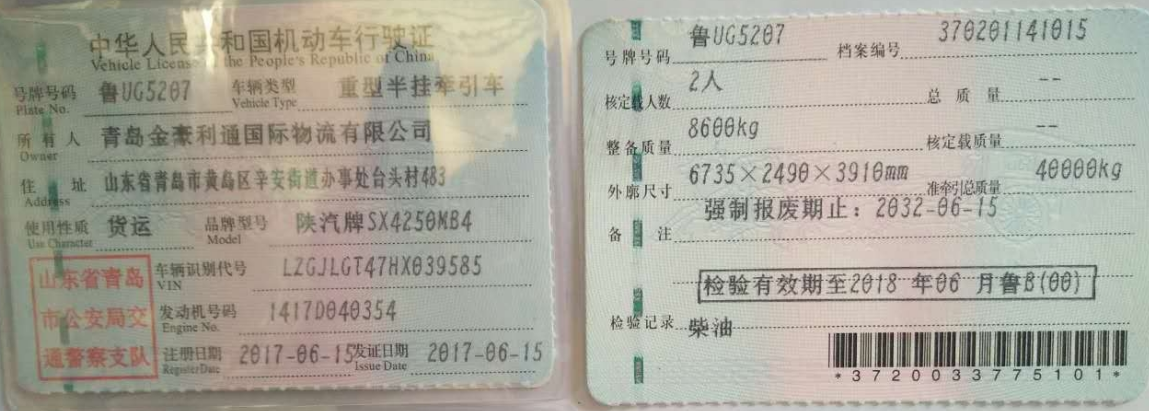 中华人民共和国机动车行驶证
Vehicle License of the People's Republic of China
号牌号码 鲁UG5207 车辆类型 重型半挂牵引车
Plate No. Vehicle Type
所有人 青岛金豪利通国际物流有限公司
Owner
住址 山东省青岛市黄岛区辛安街道办事处台头村483
Address
使用性质 货运 品牌型号 陕汽牌SX4250MB4
Use Character Model
山东省青岛
市公安局交
通警察支队
车辆识别代号 LZGJLGT47HX039585
VIN
发动机号码 1417D040354
Engine No.
注册日期 2017-06-15 发证日期 2017-06-15
Register Date Issue Date
号牌号码 鲁UG5207 档案编号 370201141015
核定载人数 2人 总质量 --
整备质量 8600kg 核定载质量 --
外廓尺寸 6735×2490×3910mm 准牵引总质量 40000kg
备注 强制报废期止：2032-06-15
检验有效期至2018 年06 月鲁B(00)
检验记录 柴油
*3720033775101*